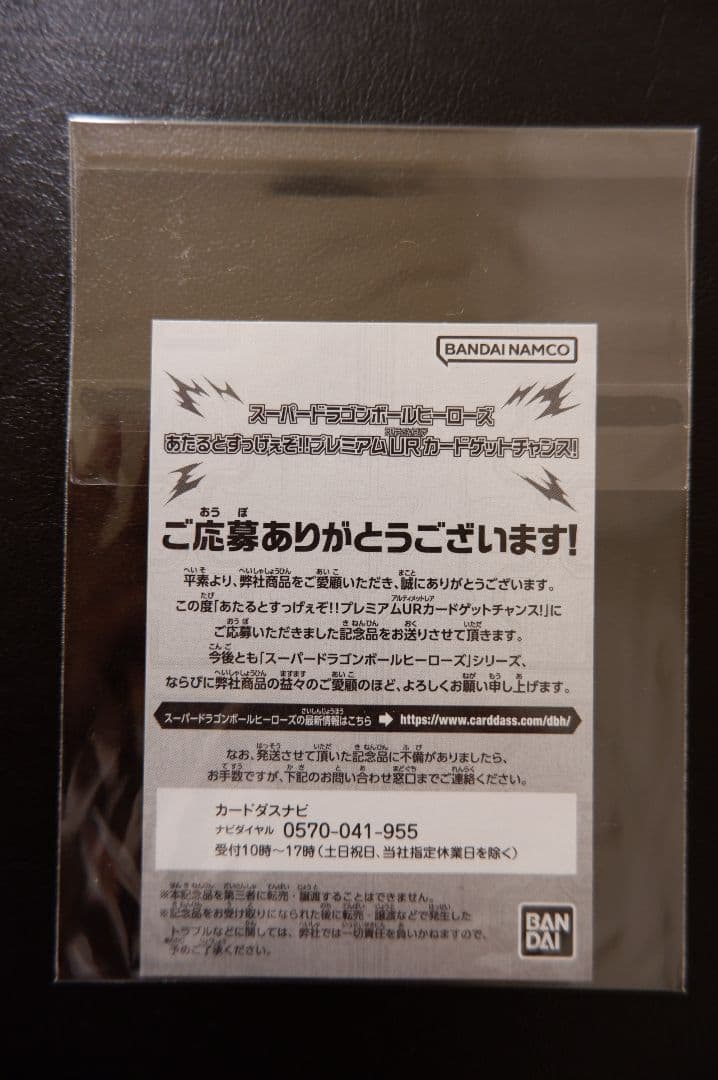 BANDAI NAMCO
スーパードラゴンボールヒーローズ
あたるとすっげぇぞ!!プレミアムURカードゲットチャンス!
ご応募ありがとうございます!
平素より、弊社商品をご愛顧いただき、誠にありがとうございます。
この度「あたるとすっげぇぞ!!プレミアムURカードゲットチャンス!」に
ご応募いただきました記念品をお送りさせて頂きます。
今後とも「スーパードラゴンボールヒーローズ」シリーズ、
ならびに弊社商品の益々のご愛顧のほど、よろしくお願い申し上げます。
スーパードラゴンボールヒーローズの最新情報はこちら ➡ https://www.carddass.com/dbh/
なお、発送させて頂いた記念品に不備がありましたら、
お手数ですが、下記のお問い合わせ窓口までご連絡ください。
カードダスナビ
ナビダイヤル 0570-041-955
受付10時～17時(土日祝日、当社指定休業日を除く)
※本記念品を第三者に転売・譲渡することはできません。
※記念品をお受け取りになられた後に転売・譲渡などで発生した
トラブルなどに関しては、弊社では一切責任を負いかねますので、
予めご了承ください。
BAN
DAI